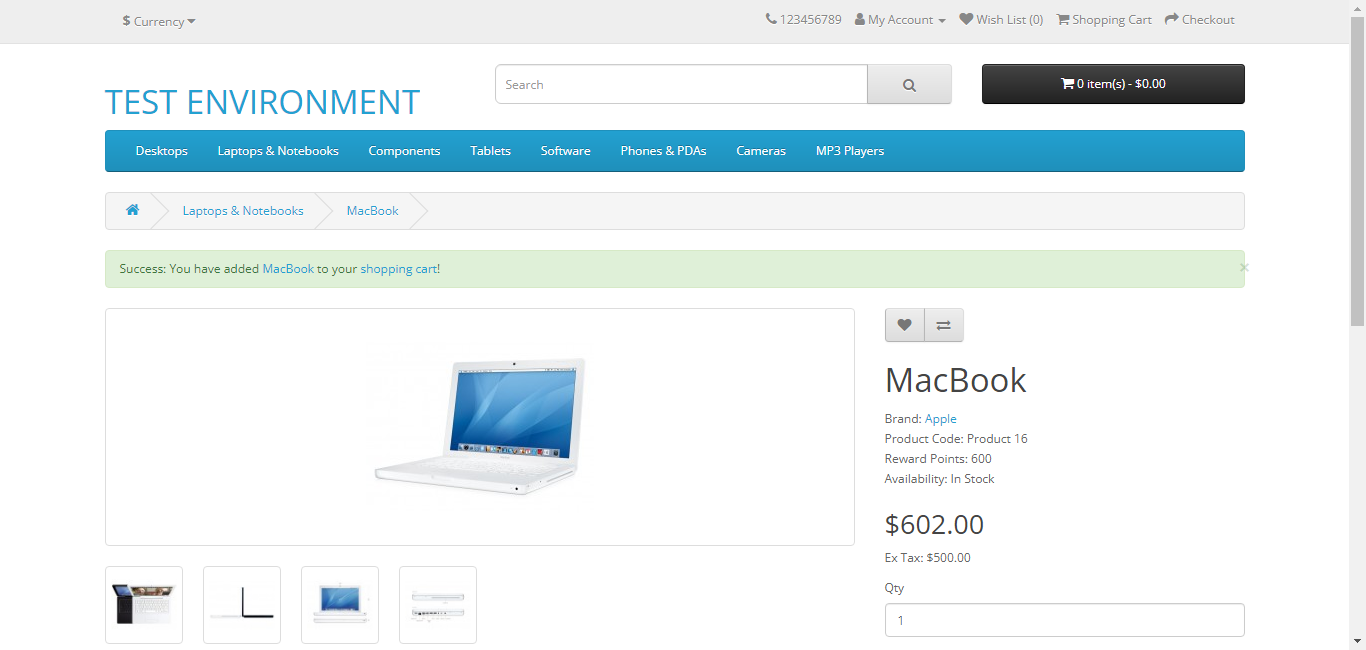 $ Currency
123456789 My Account Wish List (0) Shopping Cart Checkout
TEST ENVIRONMENT
Search
0 item(s) - $0.00
Desktops Laptops & Notebooks Components Tablets Software Phones & PDAs Cameras MP3 Players
Laptops & Notebooks MacBook
Success: You have added MacBook to your shopping cart!
×
MacBook
Brand: Apple
Product Code: Product 16
Reward Points: 600
Availability: In Stock
$602.00
Ex Tax: $500.00
Qty
1